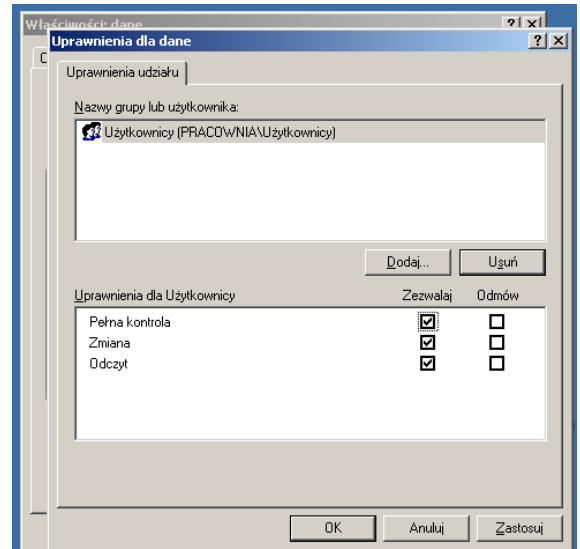 Właściwości: dane
Uprawnienia dla dane
Uprawnienia udziału
Nazwy grupy lub użytkownika:
Użytkownicy (PRACOWNIA\Użytkownicy)
Dodaj...
Usuń
Uprawnienia dla Użytkownicy Zezwalaj Odmów
Pełna kontrola
Zmiana
Odczyt
OK
Anuluj
Zastosuj